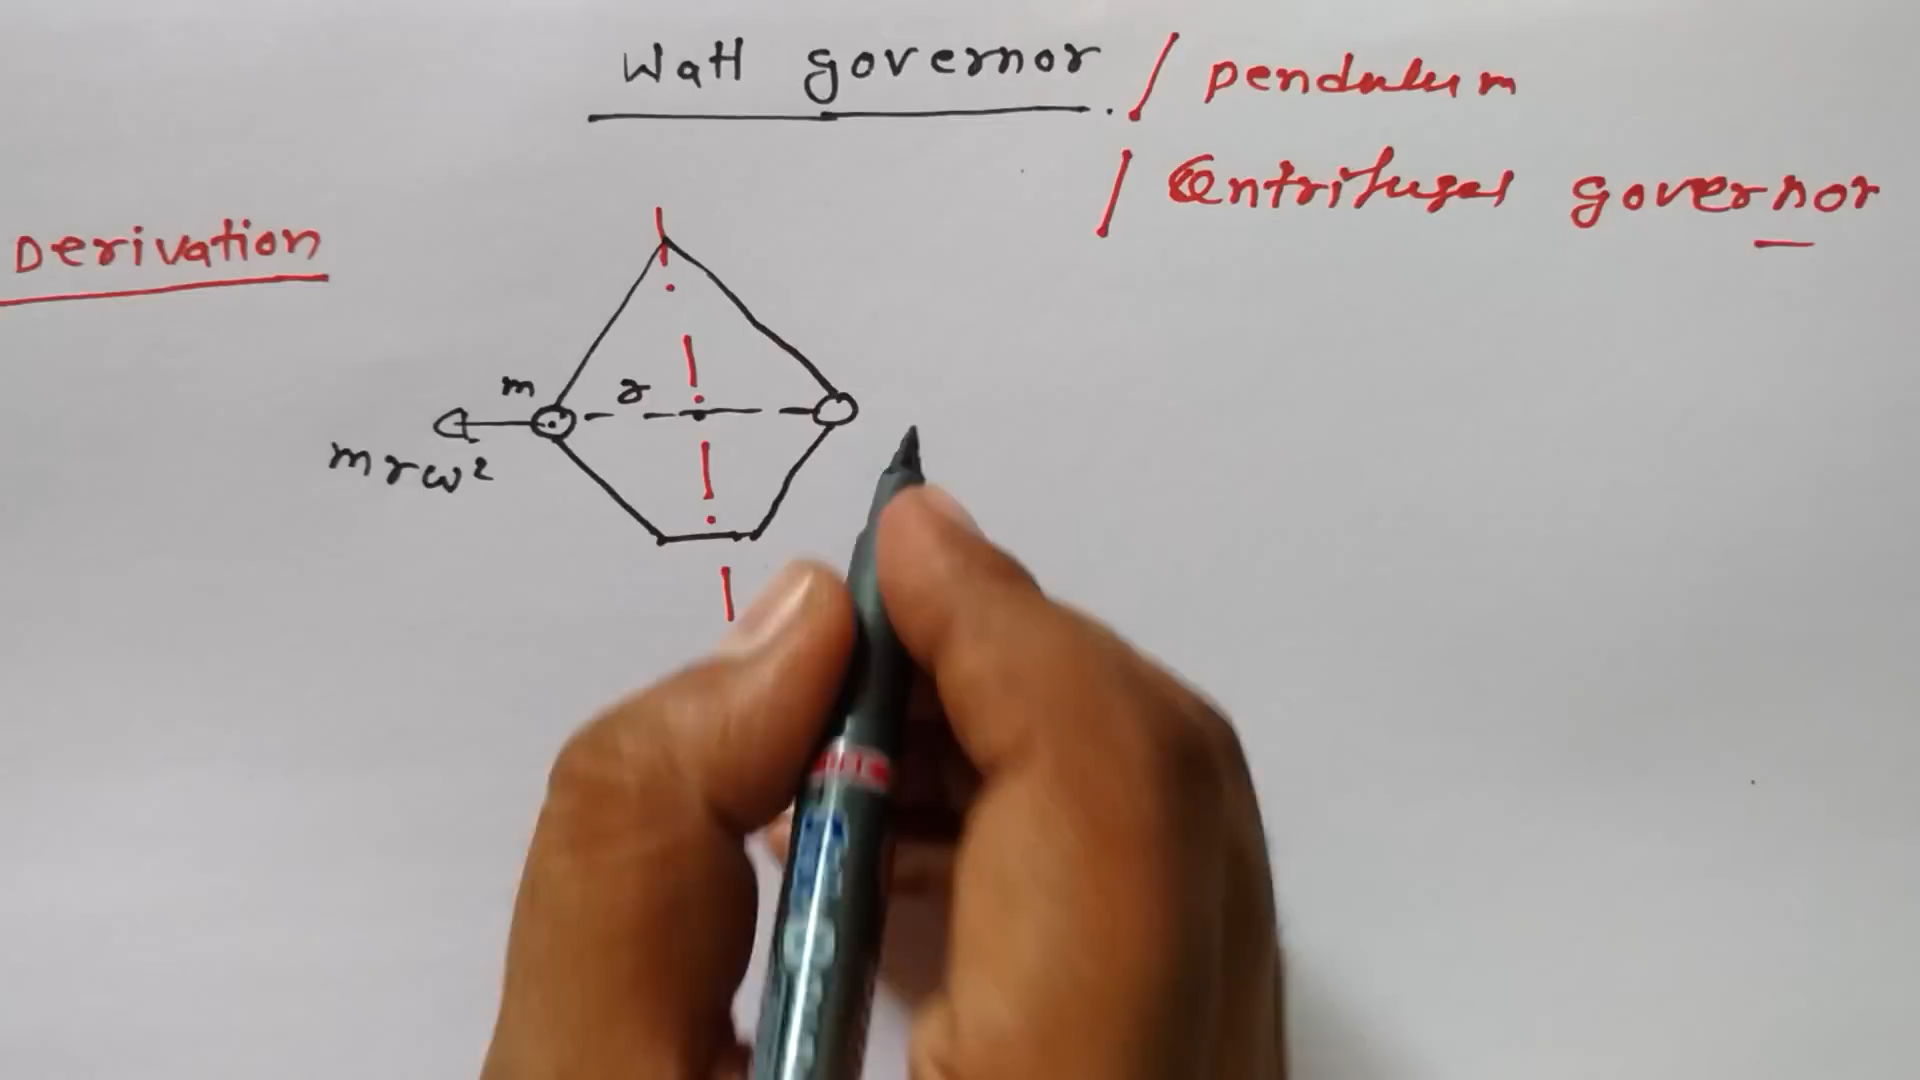 Watt governor. / pendulum
/ Centrifugal governor
Derivation
m
r
mrω²